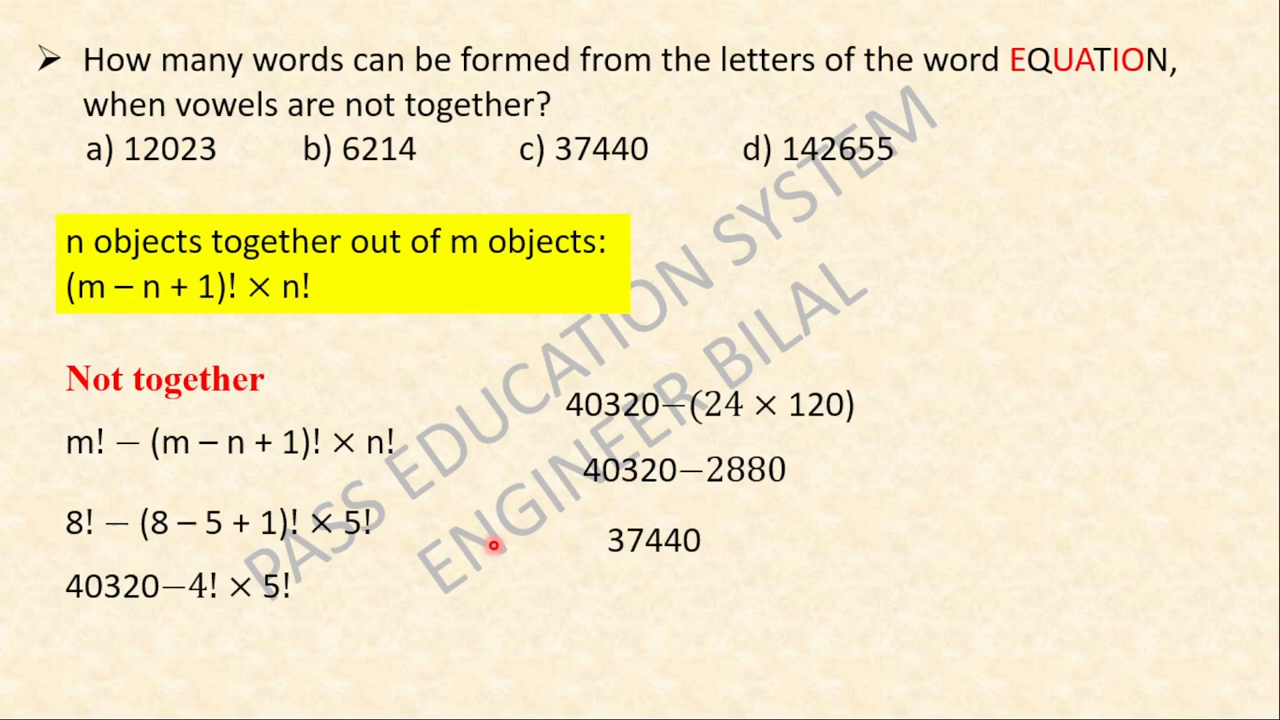 ➢ How many words can be formed from the letters of the word EQUATION,
when vowels are not together?
a) 12023 b) 6214 c) 37440 d) 142655
n objects together out of m objects:
(m – n + 1)! × n!
Not together
m! − (m – n + 1)! × n!
8! − (8 – 5 + 1)! × 5!
40320−4! × 5!
40320−(24 × 120)
40320−2880
37440
PASS EDUCATION SYSTEM
ENGINEER BILAL